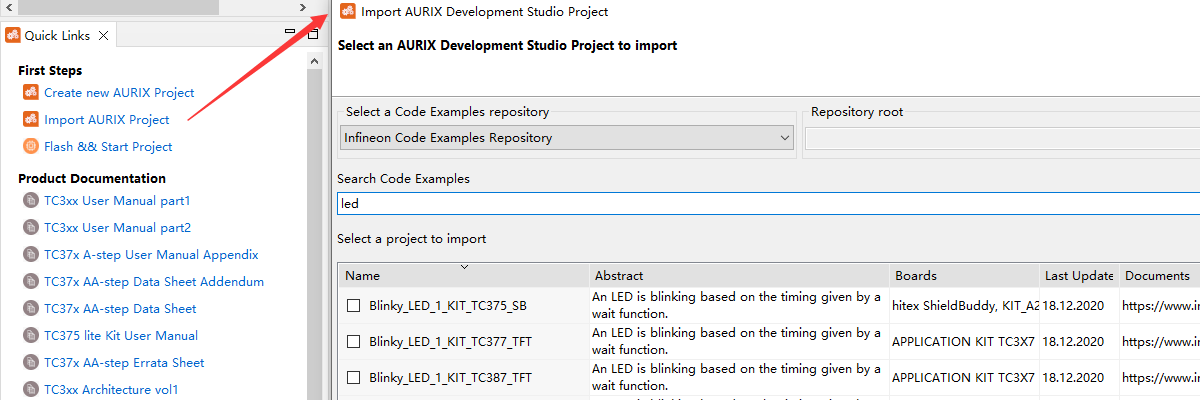 Quick Links
First Steps
Create new AURIX Project
Import AURIX Project
Flash && Start Project
Product Documentation
TC3xx User Manual part1
TC3xx User Manual part2
TC37x A-step User Manual Appendix
TC37x AA-step Data Sheet Addendum
TC37x AA-step Data Sheet
TC375 lite Kit User Manual
TC37x AA-step Errata Sheet
TC3xx Architecture vol1
Import AURIX Development Studio Project
Select an AURIX Development Studio Project to import
Select a Code Examples repository
Repository root
Infineon Code Examples Repository
Search Code Examples
led
Select a project to import
Name Abstract Boards Last Update Documents
Blinky_LED_1_KIT_TC375_SB An LED is blinking based on the timing given by a wait function. hitex ShieldBuddy, KIT_A2 18.12.2020 https://www.in
Blinky_LED_1_KIT_TC377_TFT An LED is blinking based on the timing given by a wait function. APPLICATION KIT TC3X7 18.12.2020 https://www.in
Blinky_LED_1_KIT_TC387_TFT An LED is blinking based on the timing given by a wait function. APPLICATION KIT TC3X7 18.12.2020 https://www.in